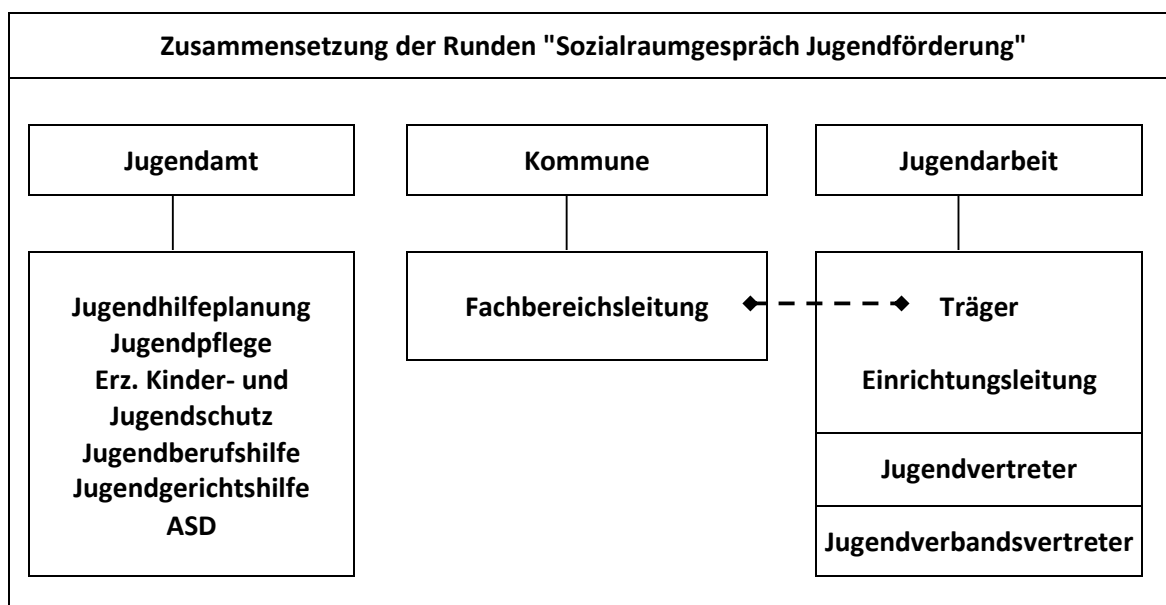 Zusammensetzung der Runden "Sozialraumgespräch Jugendförderung"
Jugendamt
Kommune
Jugendarbeit
Jugendhilfeplanung
Jugendpflege
Erz. Kinder- und
Jugendschutz
Jugendberufshilfe
Jugendgerichtshilfe
ASD
Fachbereichsleitung
Träger
Einrichtungsleitung
Jugendvertreter
Jugendverbandsvertreter